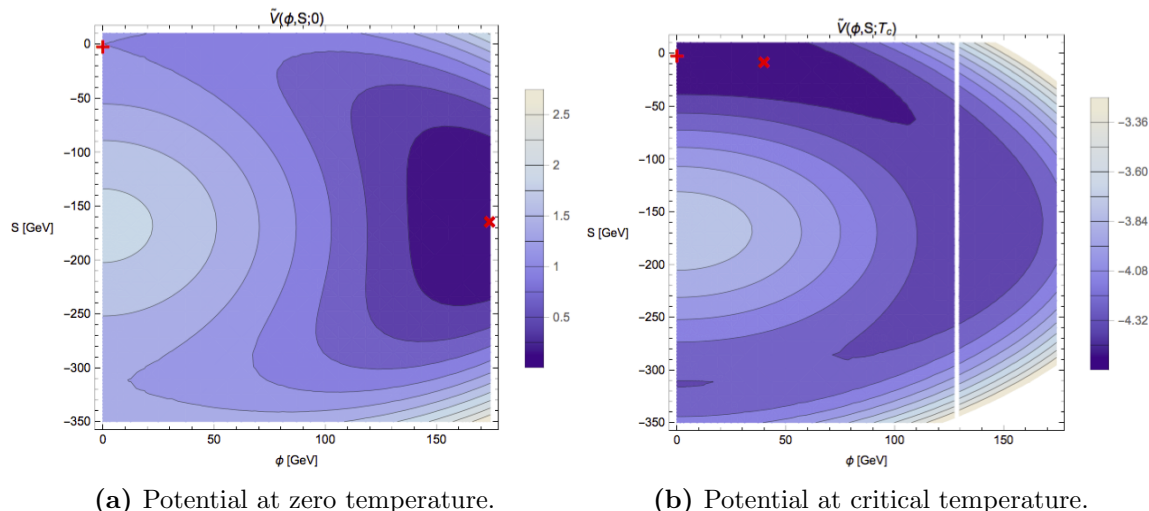 Ṽ(ϕ,S;0)
0
−50
−100
−150
S [GeV]
−200
−250
−300
−350
0 50 100 150
ϕ [GeV]
2.5
2
1.5
1
0.5
(a) Potential at zero temperature.
Ṽ(ϕ,S;T_c)
0
−50
−100
−150
S [GeV]
−200
−250
−300
−350
0 50 100 150
ϕ [GeV]
−3.36
−3.60
−3.84
−4.08
−4.32
(b) Potential at critical temperature.